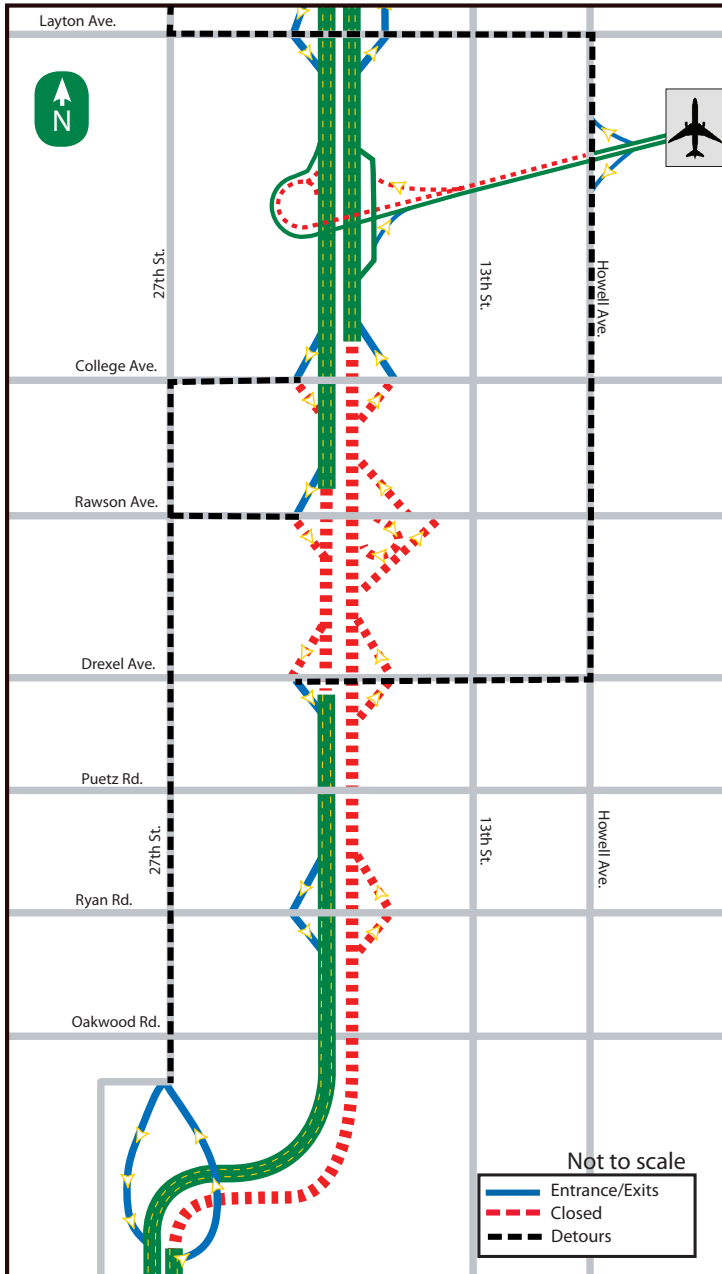 Layton Ave.
N
27th St.
13th St.
Howell Ave.
College Ave.
Rawson Ave.
Drexel Ave.
Puetz Rd.
27th St.
13th St.
Howell Ave.
Ryan Rd.
Oakwood Rd.
Not to scale
Entrance/Exits
Closed
Detours